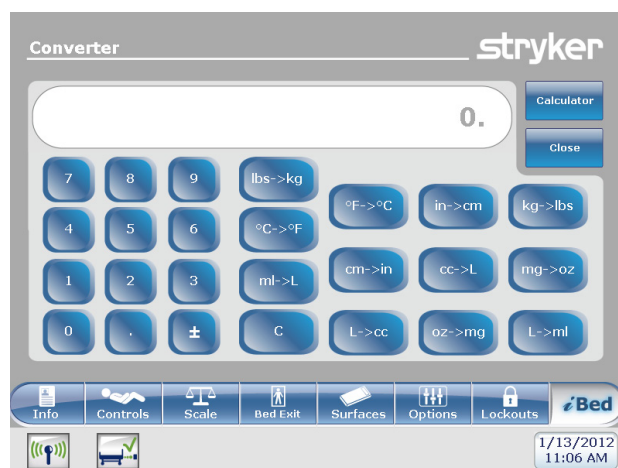 Converter
stryker
0.
Calculator
Close
7 8 9 lbs->kg
°F->°C in->cm kg->lbs
4 5 6 °C->°F
cm->in cc->L mg->oz
1 2 3 ml->L
0 . ± C L->cc oz->mg L->ml
Info Controls Scale Bed Exit Surfaces Options Lockouts iBed
1/13/2012
11:06 AM